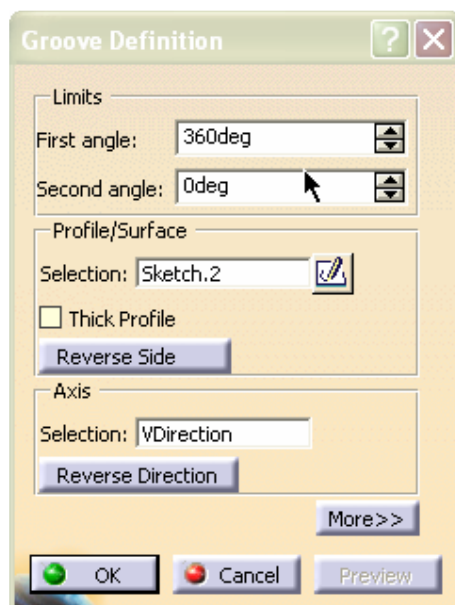 Groove Definition
Limits
First angle: 360deg
Second angle: 0deg
Profile/Surface
Selection: Sketch.2
Thick Profile
Reverse Side
Axis
Selection: VDirection
Reverse Direction
More>>
OK Cancel Preview